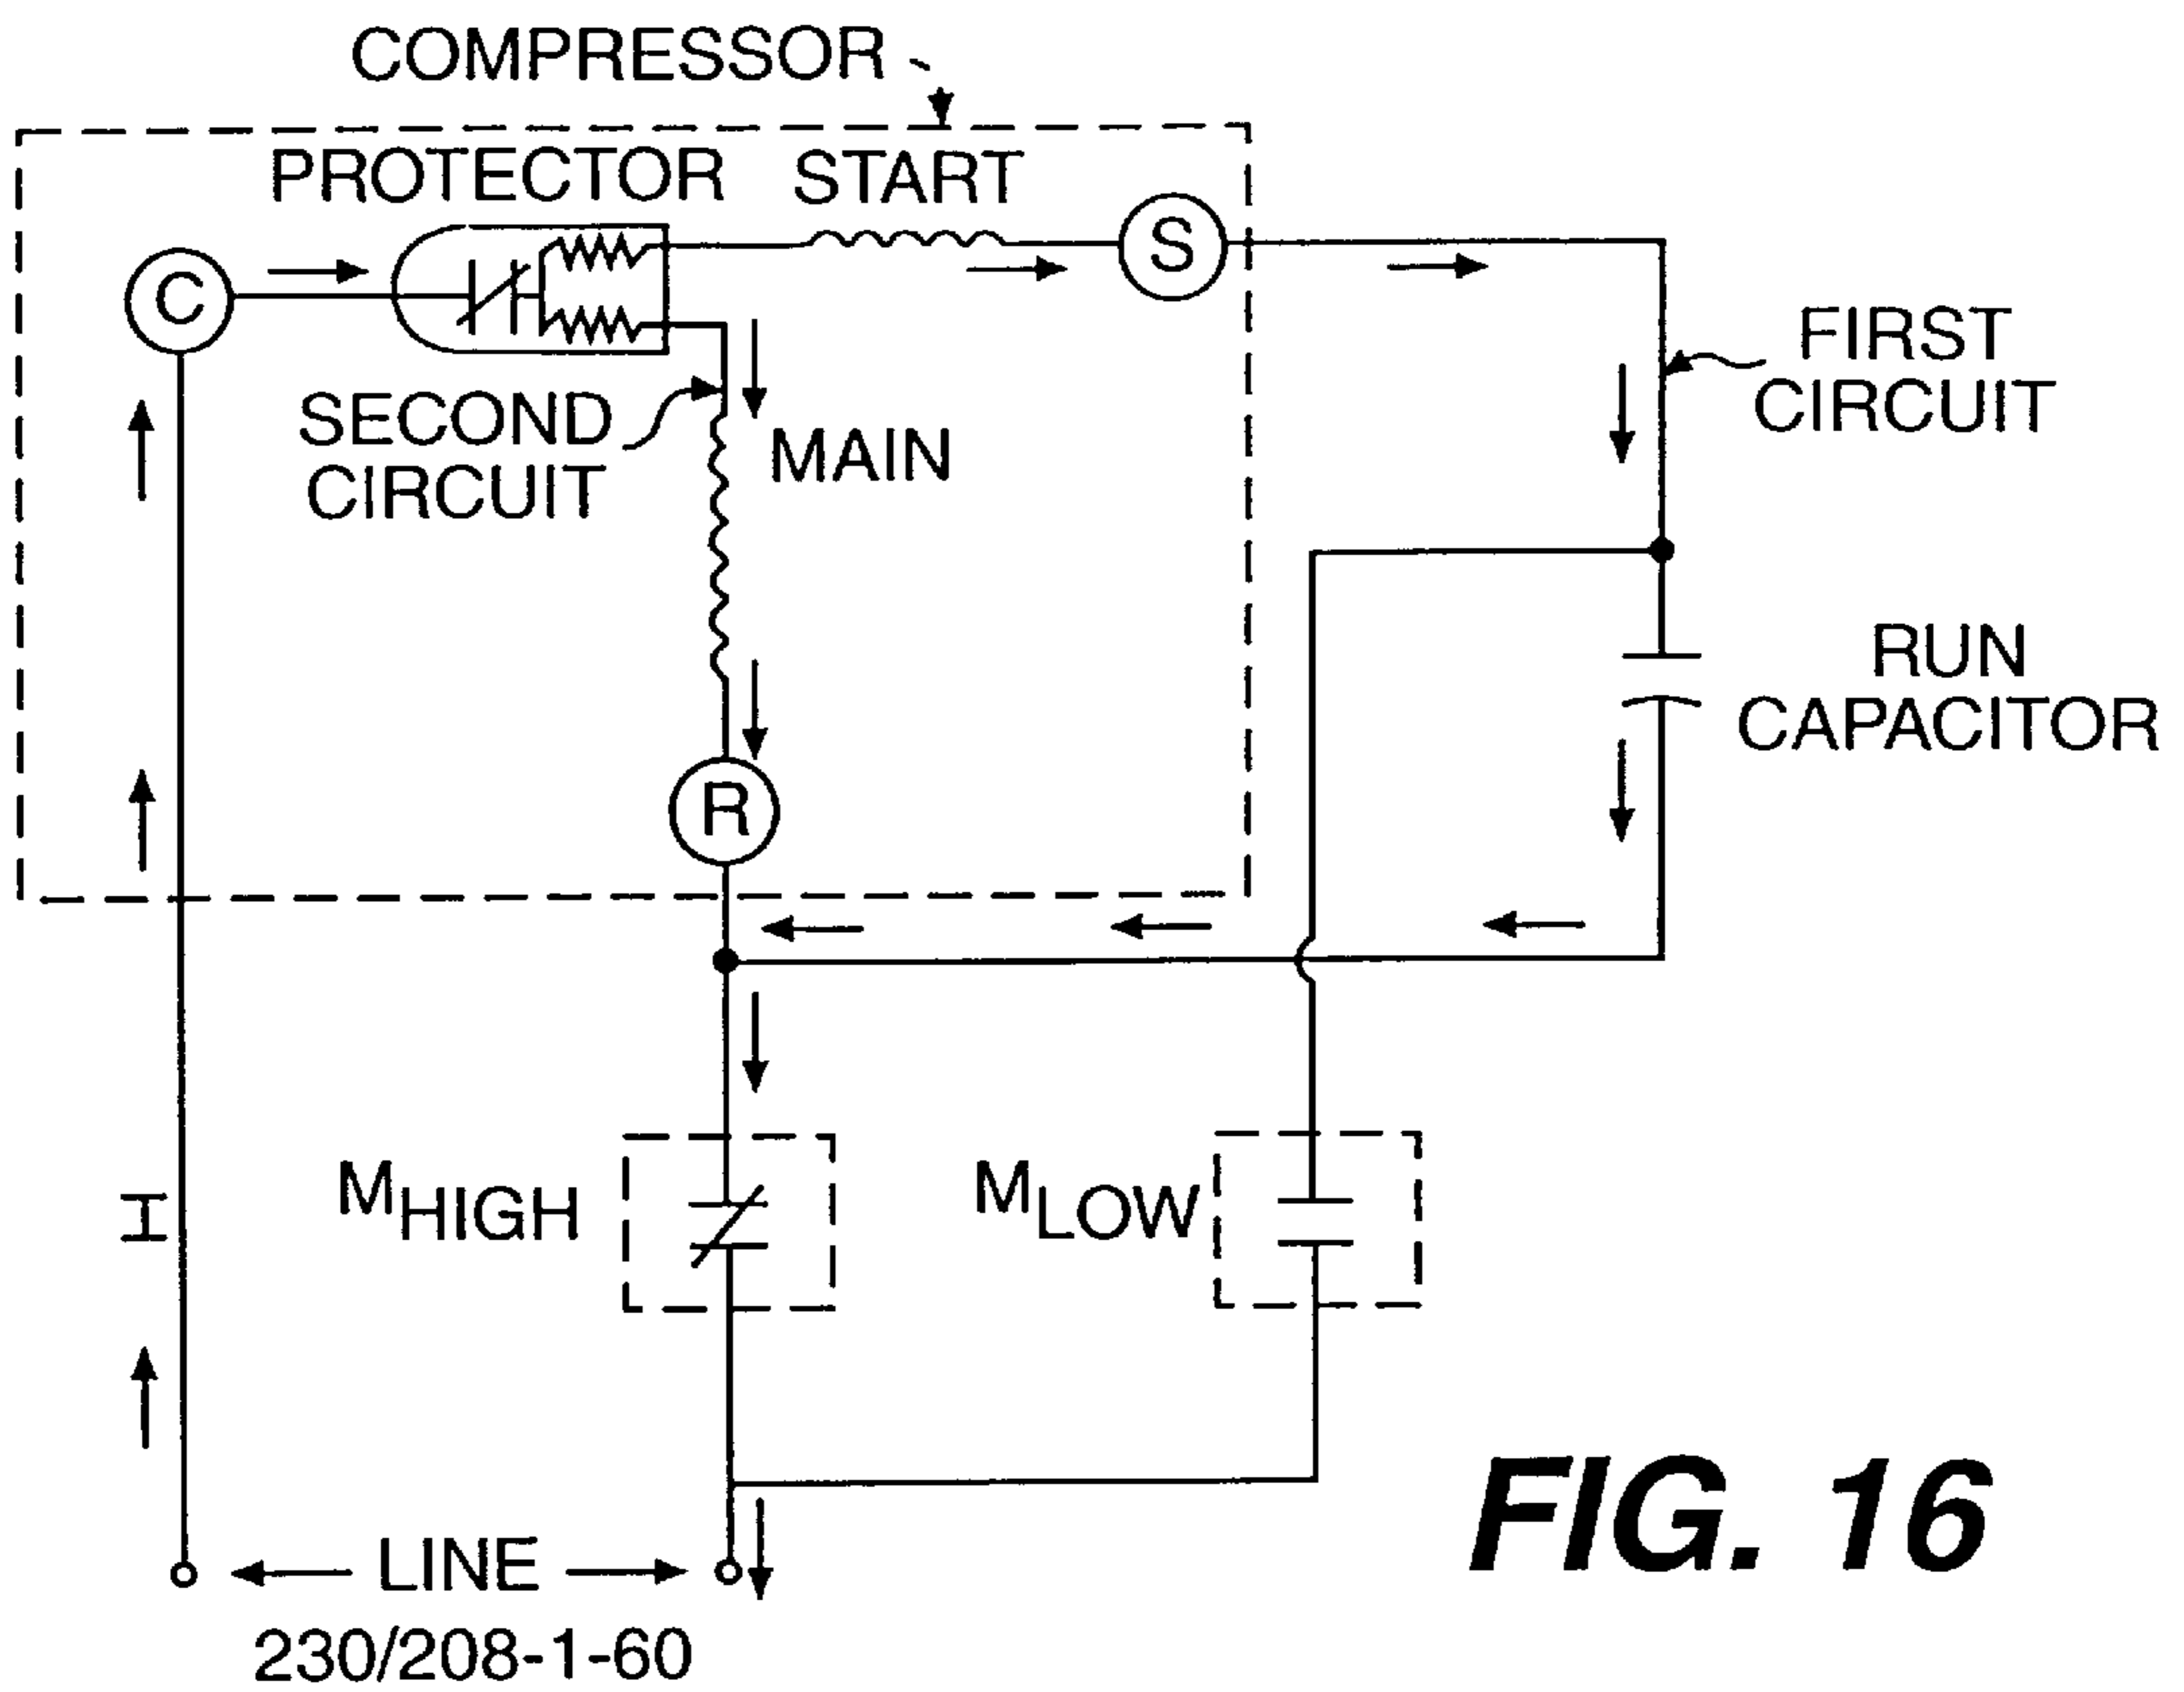 COMPRESSOR
PROTECTOR
START
C
S
FIRST
CIRCUIT
SECOND
CIRCUIT
MAIN
RUN
CAPACITOR
R
I
MHIGH
MLOW
LINE
230/208-1-60
FIG. 16